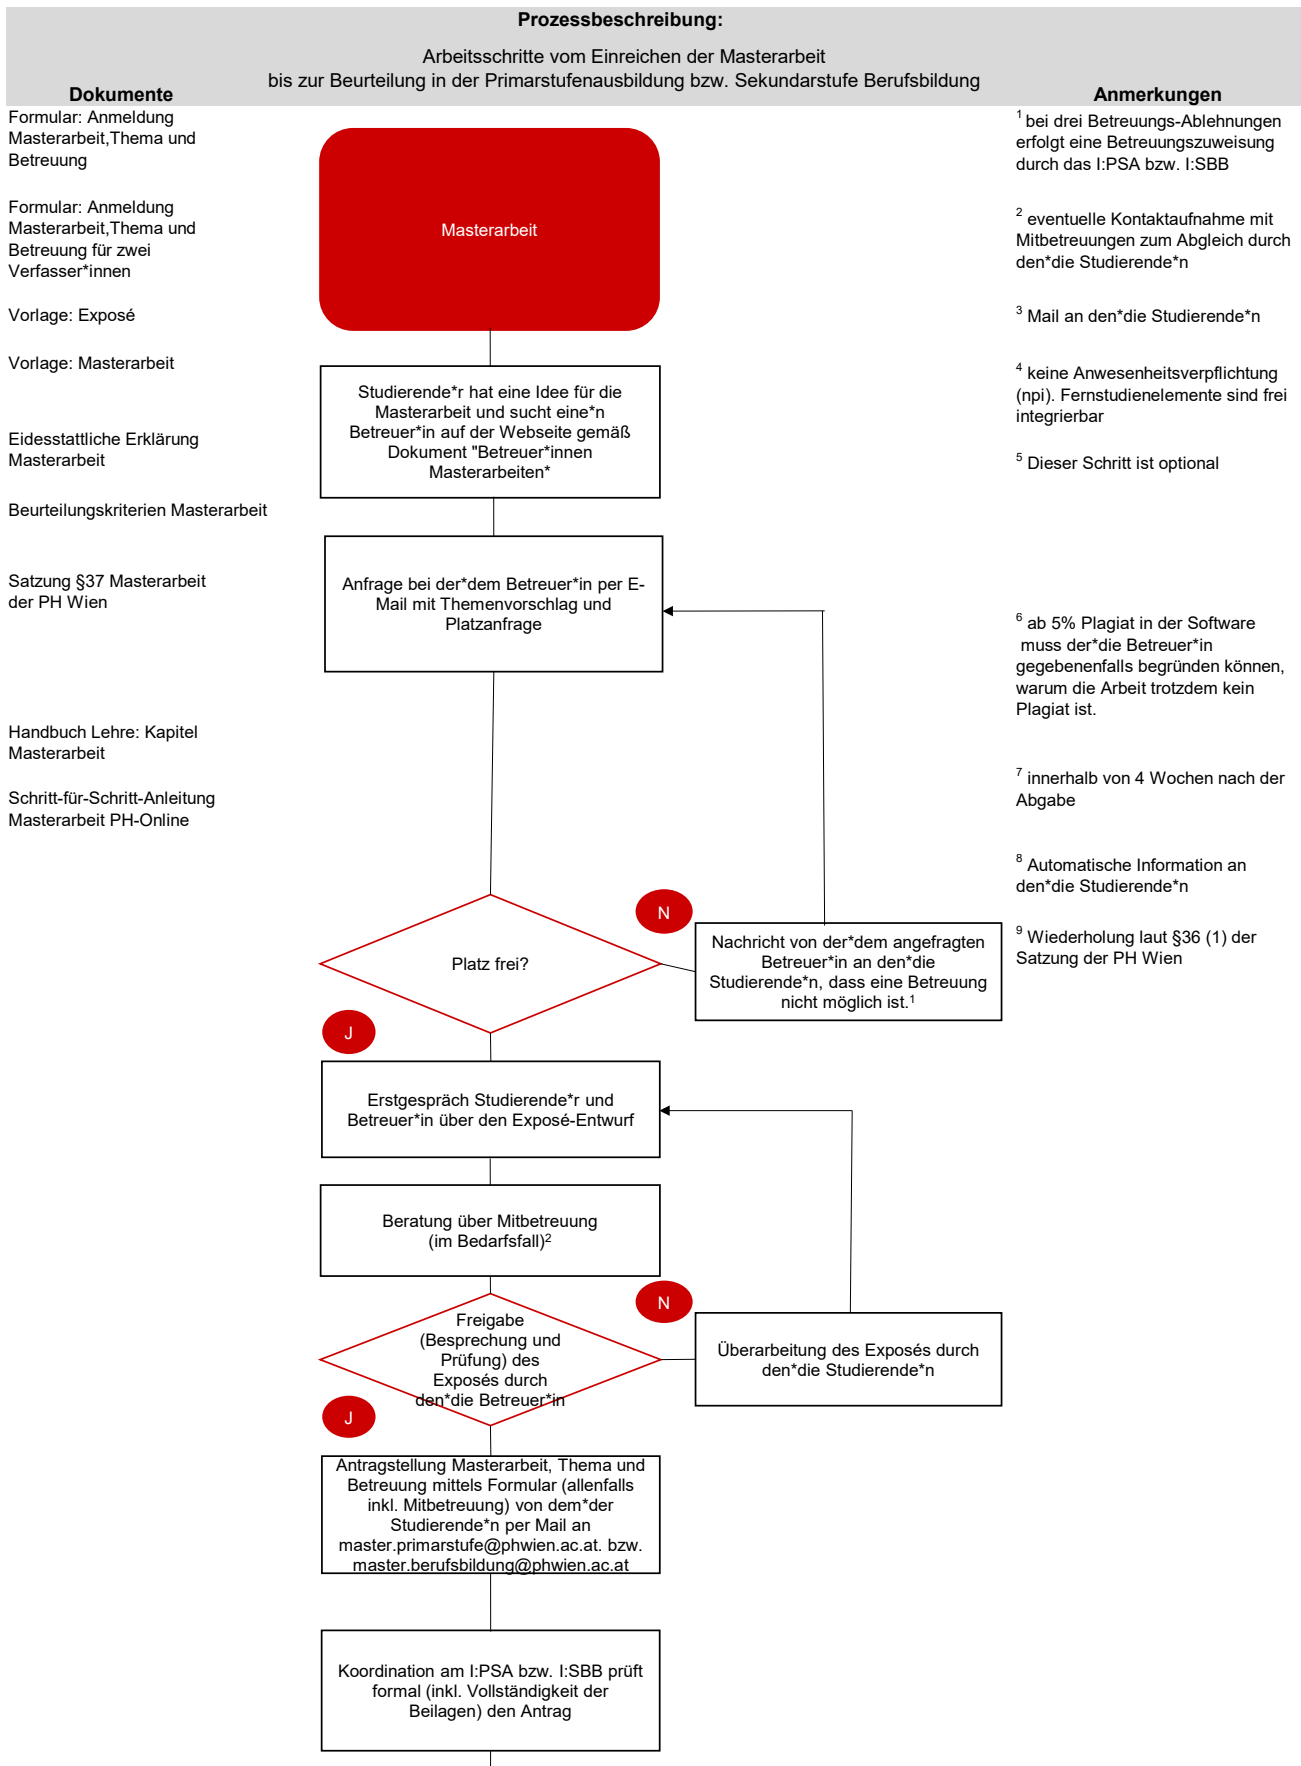 Prozessbeschreibung:
Arbeitsschritte vom Einreichen der Masterarbeit
bis zur Beurteilung in der Primarstufenausbildung bzw. Sekundarstufe Berufsbildung
Dokumente
Anmerkungen
Formular: Anmeldung
Masterarbeit,Thema und
Betreuung
Formular: Anmeldung
Masterarbeit,Thema und
Betreuung für zwei
Verfasser*innen
Vorlage: Exposé
Vorlage: Masterarbeit
Eidesstattliche Erklärung
Masterarbeit
Beurteilungskriterien Masterarbeit
Satzung §37 Masterarbeit
der PH Wien
Handbuch Lehre: Kapitel
Masterarbeit
Schritt-für-Schritt-Anleitung
Masterarbeit PH-Online
Masterarbeit
Studierende*r hat eine Idee für die
Masterarbeit und sucht eine*n
Betreuer*in auf der Webseite gemäß
Dokument "Betreuer*innen
Masterarbeiten*
Anfrage bei der*dem Betreuer*in per E-
Mail mit Themenvorschlag und
Platzanfrage
Platz frei?
N
Nachricht von der*dem angefragten
Betreuer*in an den*die
Studierende*n, dass eine Betreuung
nicht möglich ist.¹
J
Erstgespräch Studierende*r und
Betreuer*in über den Exposé-Entwurf
Beratung über Mitbetreuung
(im Bedarfsfall)²
Freigabe
(Besprechung und
Prüfung) des
Exposés durch
den*die Betreuer*in
N
Überarbeitung des Exposés durch
den*die Studierende*n
J
Antragstellung Masterarbeit, Thema und
Betreuung mittels Formular (allenfalls
inkl. Mitbetreuung) von dem*der
Studierende*n per Mail an
master.primarstufe@phwien.ac.at. bzw.
master.berufsbildung@phwien.ac.at
Koordination am I:PSA bzw. I:SBB prüft
formal (inkl. Vollständigkeit der
Beilagen) den Antrag
¹ bei drei Betreuungs-Ablehnungen
erfolgt eine Betreuungszuweisung
durch das I:PSA bzw. I:SBB
² eventuelle Kontaktaufnahme mit
Mitbetreuungen zum Abgleich durch
den*die Studierende*n
³ Mail an den*die Studierende*n
⁴ keine Anwesenheitsverpflichtung
(npi). Fernstudienelemente sind frei
integrierbar
⁵ Dieser Schritt ist optional
⁶ ab 5% Plagiat in der Software
muss der*die Betreuer*in
gegebenenfalls begründen können,
warum die Arbeit trotzdem kein
Plagiat ist.
⁷ innerhalb von 4 Wochen nach der
Abgabe
⁸ Automatische Information an
den*die Studierende*n
⁹ Wiederholung laut §36 (1) der
Satzung der PH Wien